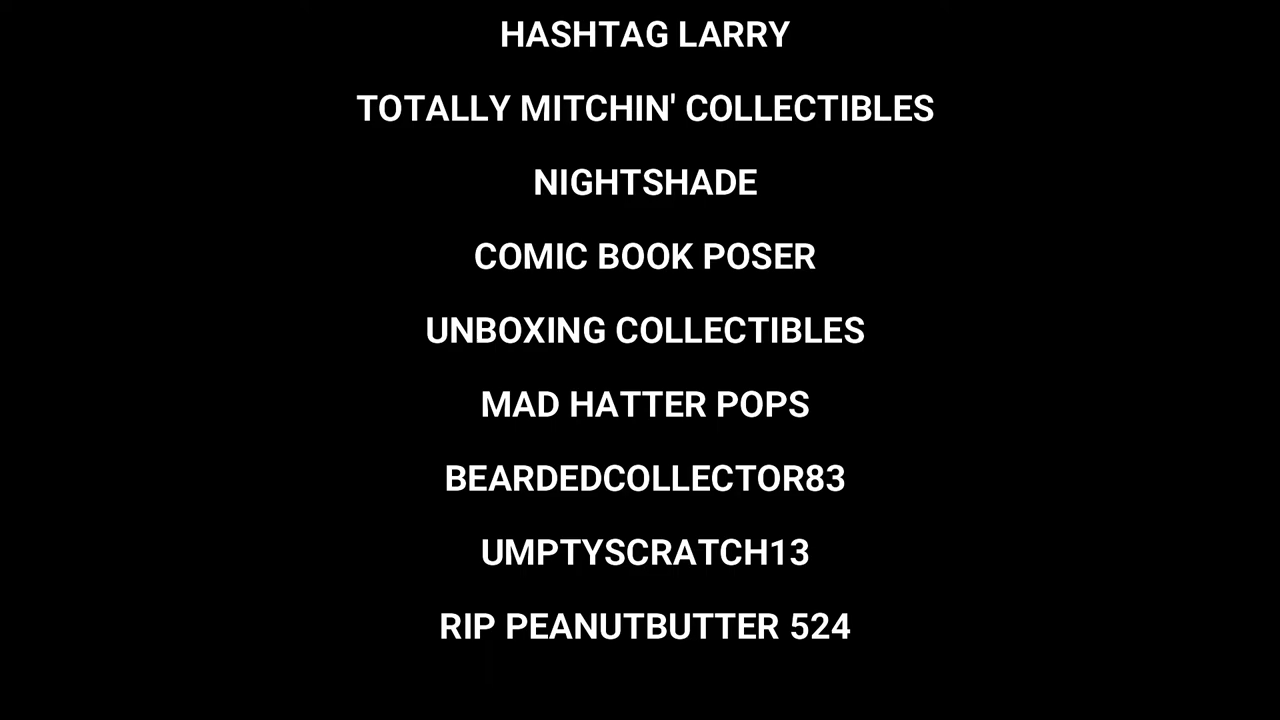 HASHTAG LARRY
TOTALLY MITCHIN' COLLECTIBLES
NIGHTSHADE
COMIC BOOK POSER
UNBOXING COLLECTIBLES
MAD HATTER POPS
BEARDEDCOLLECTOR83
UMPTYSCRATCH13
RIP PEANUTBUTTER 524